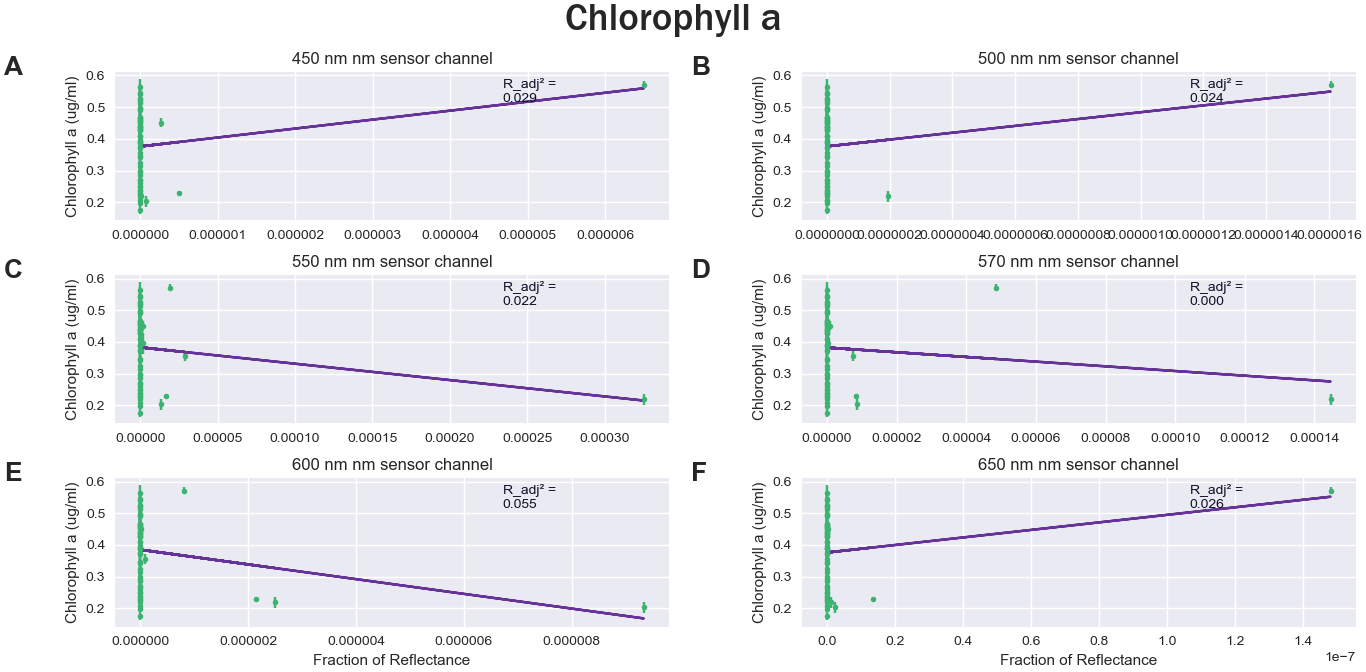 Chlorophyll a
A
450 nm nm sensor channel
R_adj² =
0.029
Chlorophyll a (ug/ml)
0.6
0.5
0.4
0.3
0.2
0.000000 0.000001 0.000002 0.000003 0.000004 0.000005 0.000006
B
500 nm nm sensor channel
R_adj² =
0.024
Chlorophyll a (ug/ml)
0.6
0.5
0.4
0.3
0.2
0.0000000 0.0000002 0.0000004 0.0000006 0.0000008 0.0000010 0.0000012 0.0000014 0.0000016
C
550 nm nm sensor channel
R_adj² =
0.022
Chlorophyll a (ug/ml)
0.6
0.5
0.4
0.3
0.2
0.00000 0.00005 0.00010 0.00015 0.00020 0.00025 0.00030
D
570 nm nm sensor channel
R_adj² =
0.000
Chlorophyll a (ug/ml)
0.6
0.5
0.4
0.3
0.2
0.00000 0.00002 0.00004 0.00006 0.00008 0.00010 0.00012 0.00014
E
600 nm nm sensor channel
R_adj² =
0.055
Chlorophyll a (ug/ml)
0.6
0.5
0.4
0.3
0.2
0.000000 0.000002 0.000004 0.000006 0.000008
Fraction of Reflectance
F
650 nm nm sensor channel
R_adj² =
0.026
Chlorophyll a (ug/ml)
0.6
0.5
0.4
0.3
0.2
0.0 0.2 0.4 0.6 0.8 1.0 1.2 1.4
1e−7
Fraction of Reflectance